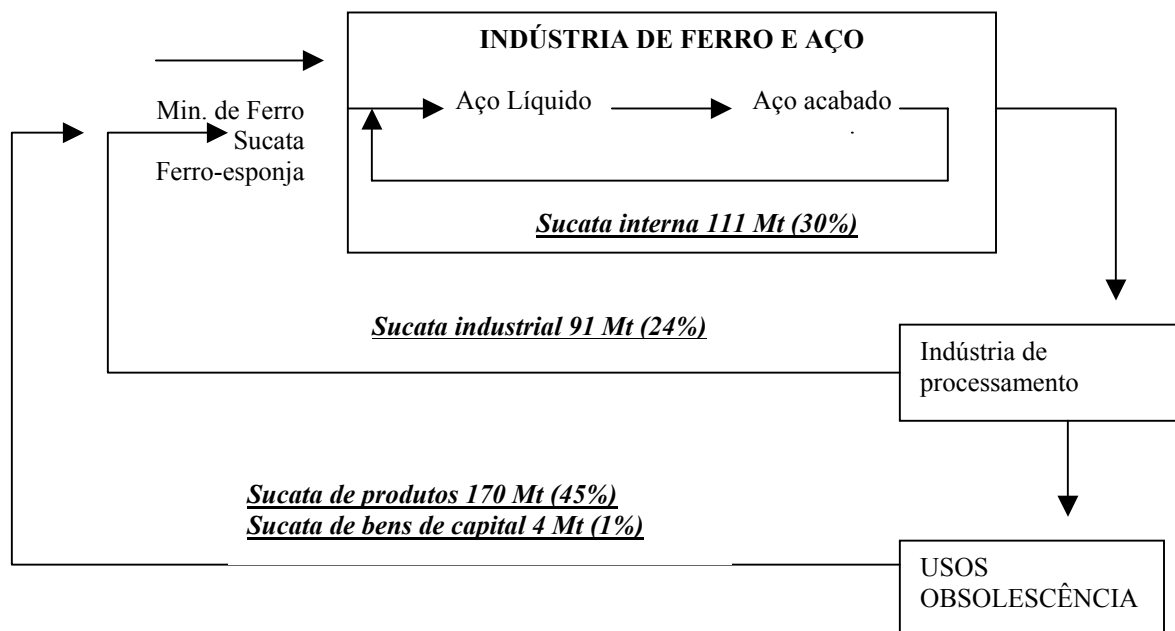 INDÚSTRIA DE FERRO E AÇO
Min. de Ferro
Sucata
Ferro-esponja
Aço Líquido
Aço acabado
Sucata interna 111 Mt (30%)
Sucata industrial 91 Mt (24%)
Indústria de
processamento
Sucata de produtos 170 Mt (45%)
Sucata de bens de capital 4 Mt (1%)
USOS
OBSOLESCÊNCIA